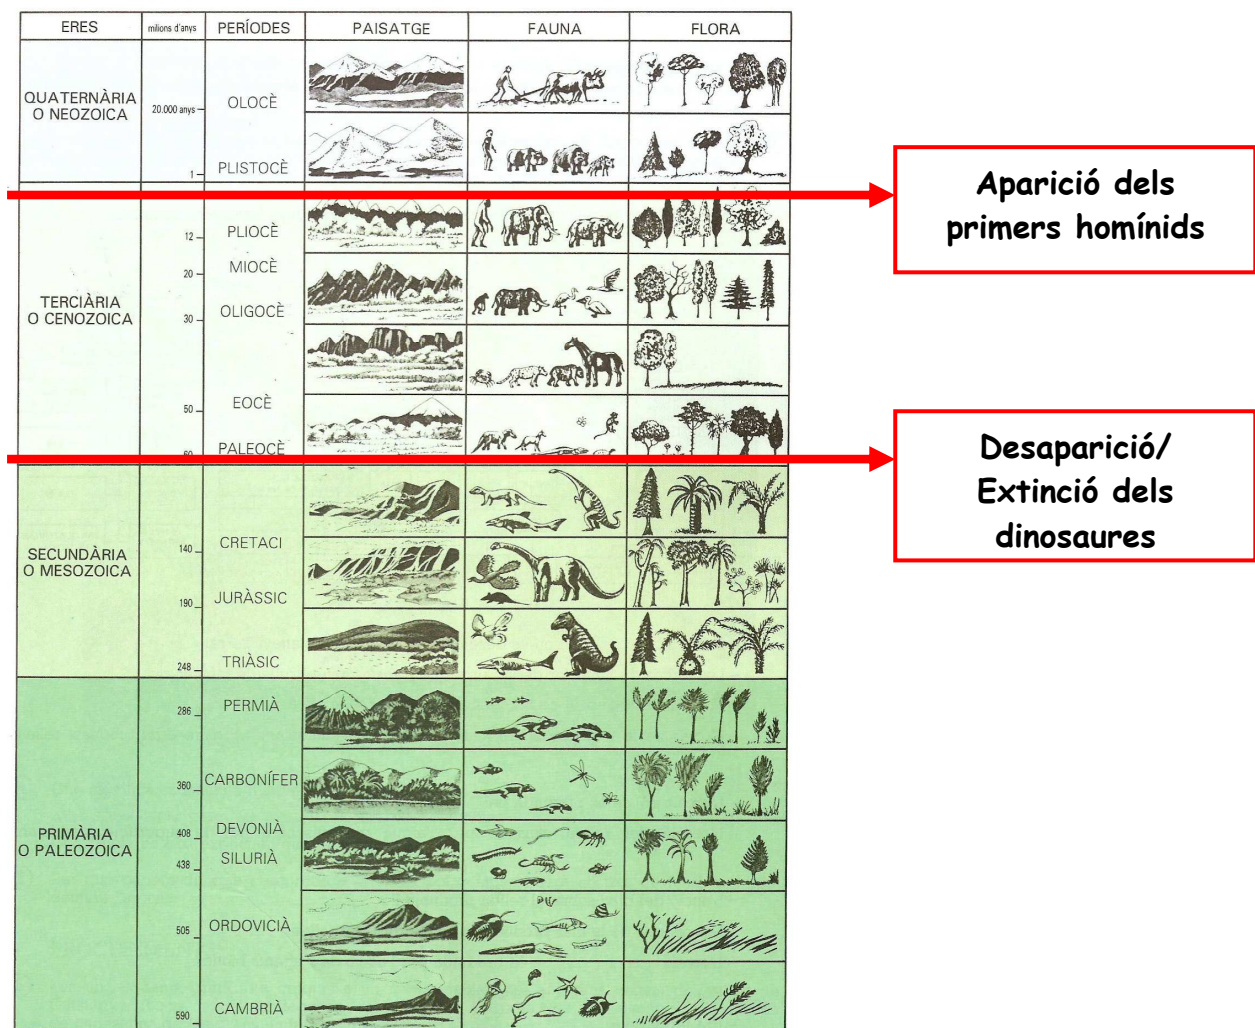 ERES milions d'anys PERÍODES PAISATGE FAUNA FLORA
QUATERNÀRIA
O NEOZOICA
20.000 anys
OLOCÈ
1
PLISTOCÈ
TERCIÀRIA
O CENOZOICA
12
PLIOCÈ
20
MIOCÈ
30
OLIGOCÈ
50
EOCÈ
60
PALEOCÈ
SECUNDÀRIA
O MESOZOICA
140
CRETACI
190
JURÀSSIC
248
TRIÀSIC
PRIMÀRIA
O PALEOZOICA
286
PERMIÀ
360
CARBONÍFER
408
DEVONIÀ
438
SILURIÀ
505
ORDOVICIÀ
590
CAMBRIÀ
Aparició dels
primers homínids
Desaparició/
Extinció dels
dinosaures